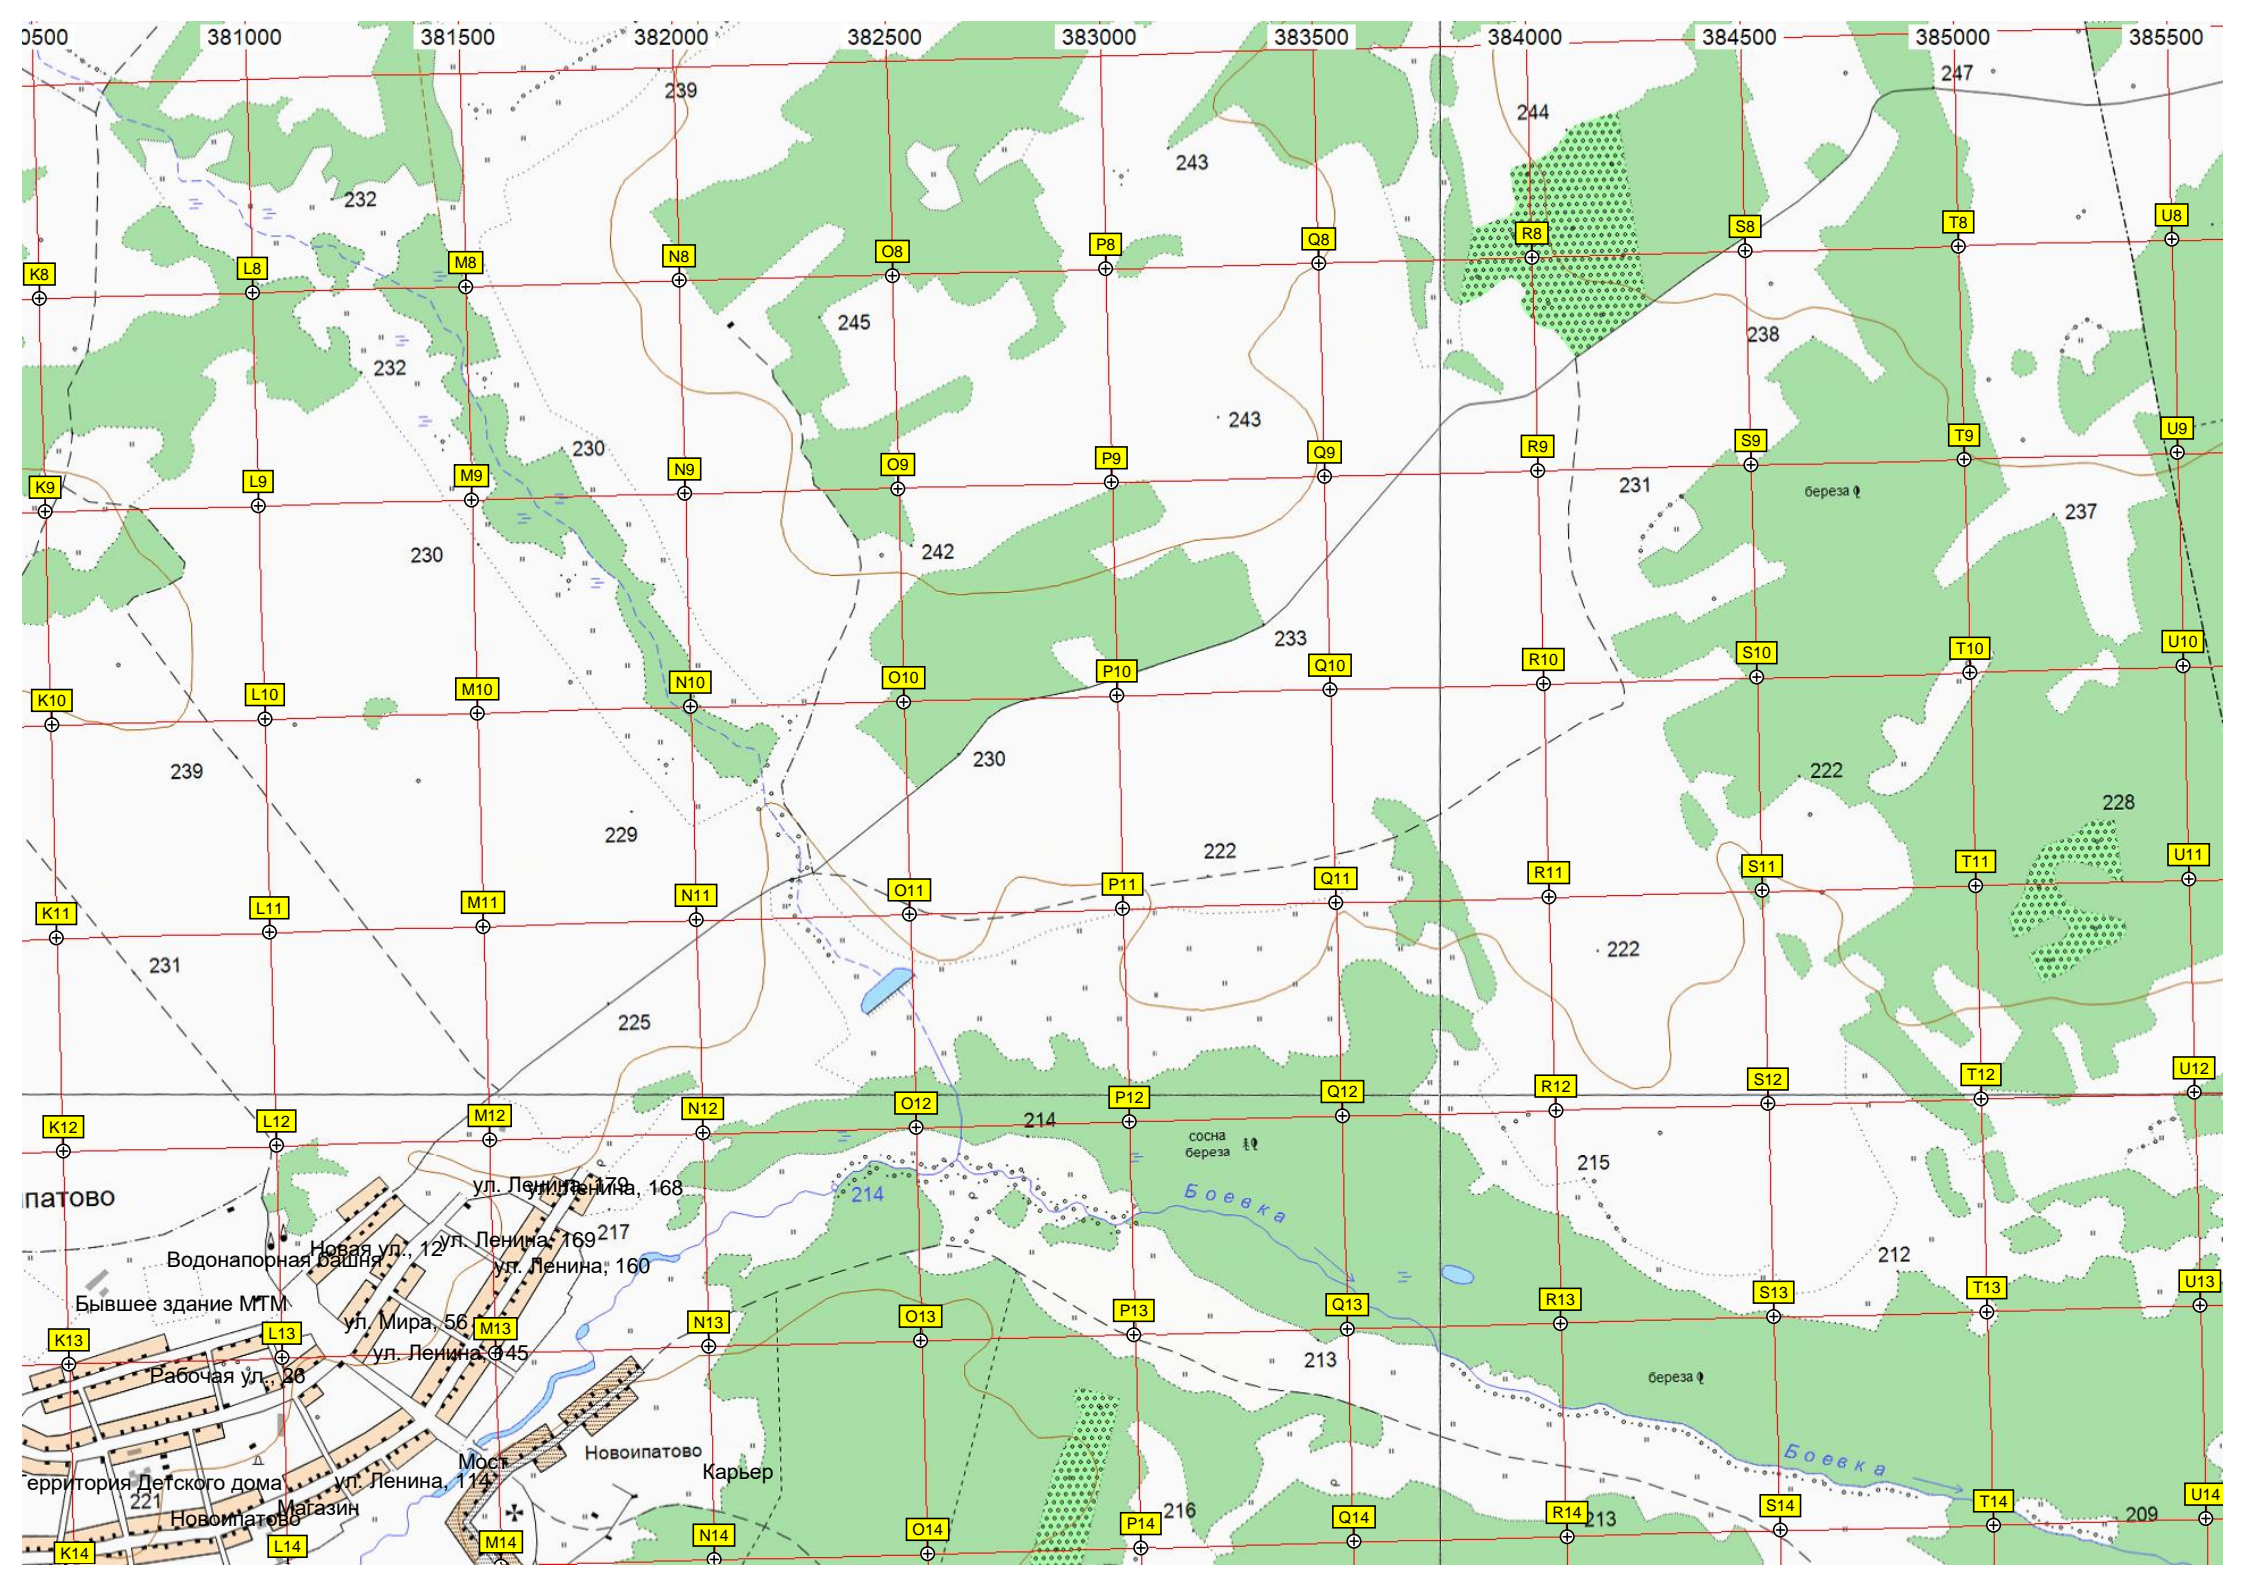 0500 381000 381500 382000 382500 383000 383500 384000 384500 385000 385500
247
239
244
243
232
K8 L8 M8 N8 O8 P8 Q8 R8 S8 T8 U8
245
238
232
243
230
K9 L9 M9 N9 O9 P9 Q9 R9 S9 T9 U9
231
береза
237
230
242
233
K10 L10 M10 N10 O10 P10 Q10 R10 S10 T10 U10
239
230
222
228
229
222
K11 L11 M11 N11 O11 P11 Q11 R11 S11 T11 U11
231
222
225
K12 L12 M12 N12 O12 P12 Q12 R12 S12 T12 U12
214
сосна
береза
215
патово
ул. Ленина, 179
ул. Ленина, 168
214
Боевка
217
Новая ул., 12
ул. Ленина, 169
212
Водонапорная башня
ул. Ленина, 160
Бывшее здание МТМ
ул. Мира, 56
K13 L13 M13 N13 O13 P13 Q13 R13 S13 T13 U13
ул. Ленина, 145
213
Рабочая ул., 26
береза
Новоипатово
Мост
Карьер
Боевка
ерритория Детского дома
ул. Ленина, 114
221
Магазин
Новоипатово
216
213
209
K14 L14 M14 N14 O14 P14 Q14 R14 S14 T14 U14